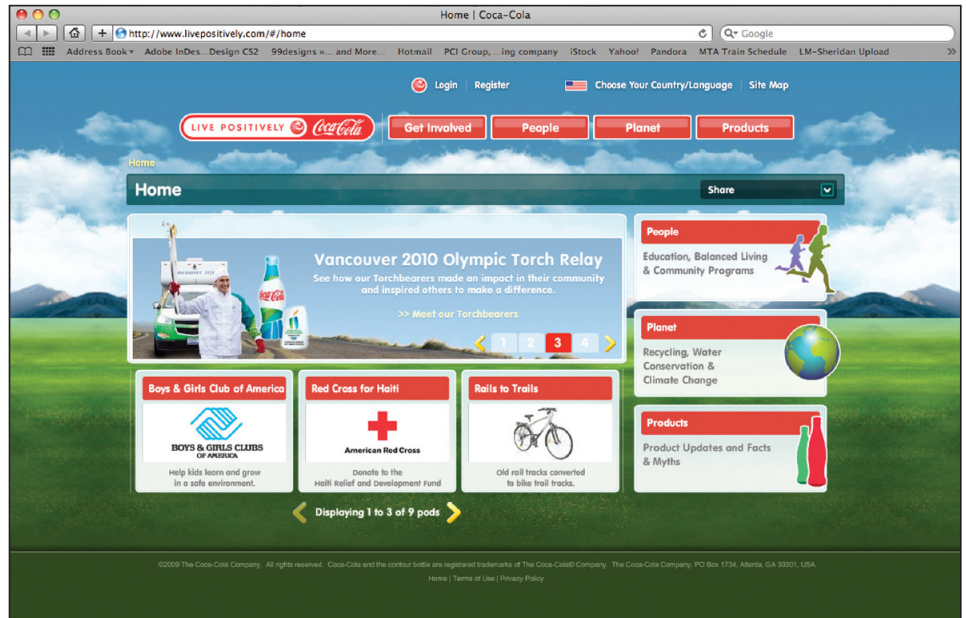 Home | Coca-Cola
http://www.livepositively.com/#/home
Google
Address Book Adobe InDes...Design CS2 99designs »... and More... Hotmail PCI Group, ...ing company iStock Yahoo! Pandora MTA Train Schedule LM-Sheridan Upload
Login | Register Choose Your Country/Language | Site Map
LIVE POSITIVELY Coca-Cola Get Involved People Planet Products
Home
Home
Share
Vancouver 2010 Olympic Torch Relay
See how our Torchbearers made an impact in their community
and inspired others to make a difference.
>> Meet our Torchbearers
1 2 3 4
People
Education, Balanced Living
& Community Programs
Planet
Recycling, Water
Conservation &
Climate Change
Products
Product Updates and Facts
& Myths
Boys & Girls Club of America
BOYS & GIRLS CLUBS
OF AMERICA
Help kids learn and grow
in a safe environment.
Red Cross for Haiti
American Red Cross
Donate to the
Haiti Relief and Development Fund
Rails to Trails
Old rail tracks converted
to bike trail tracks.
Displaying 1 to 3 of 9 pods
©2009 The Coca-Cola Company. All rights reserved. Coca-Cola and the contour bottle are registered trademarks of The Coca-Cola© Company. The Coca-Cola Company, PO Box 1734, Atlanta, GA 30301, USA
Home | Terms of Use | Privacy Policy